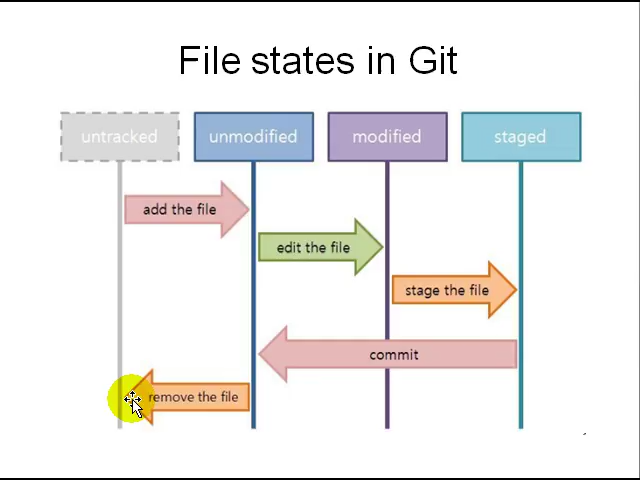 File states in Git
untracked
unmodified
modified
staged
add the file
edit the file
stage the file
commit
remove the file